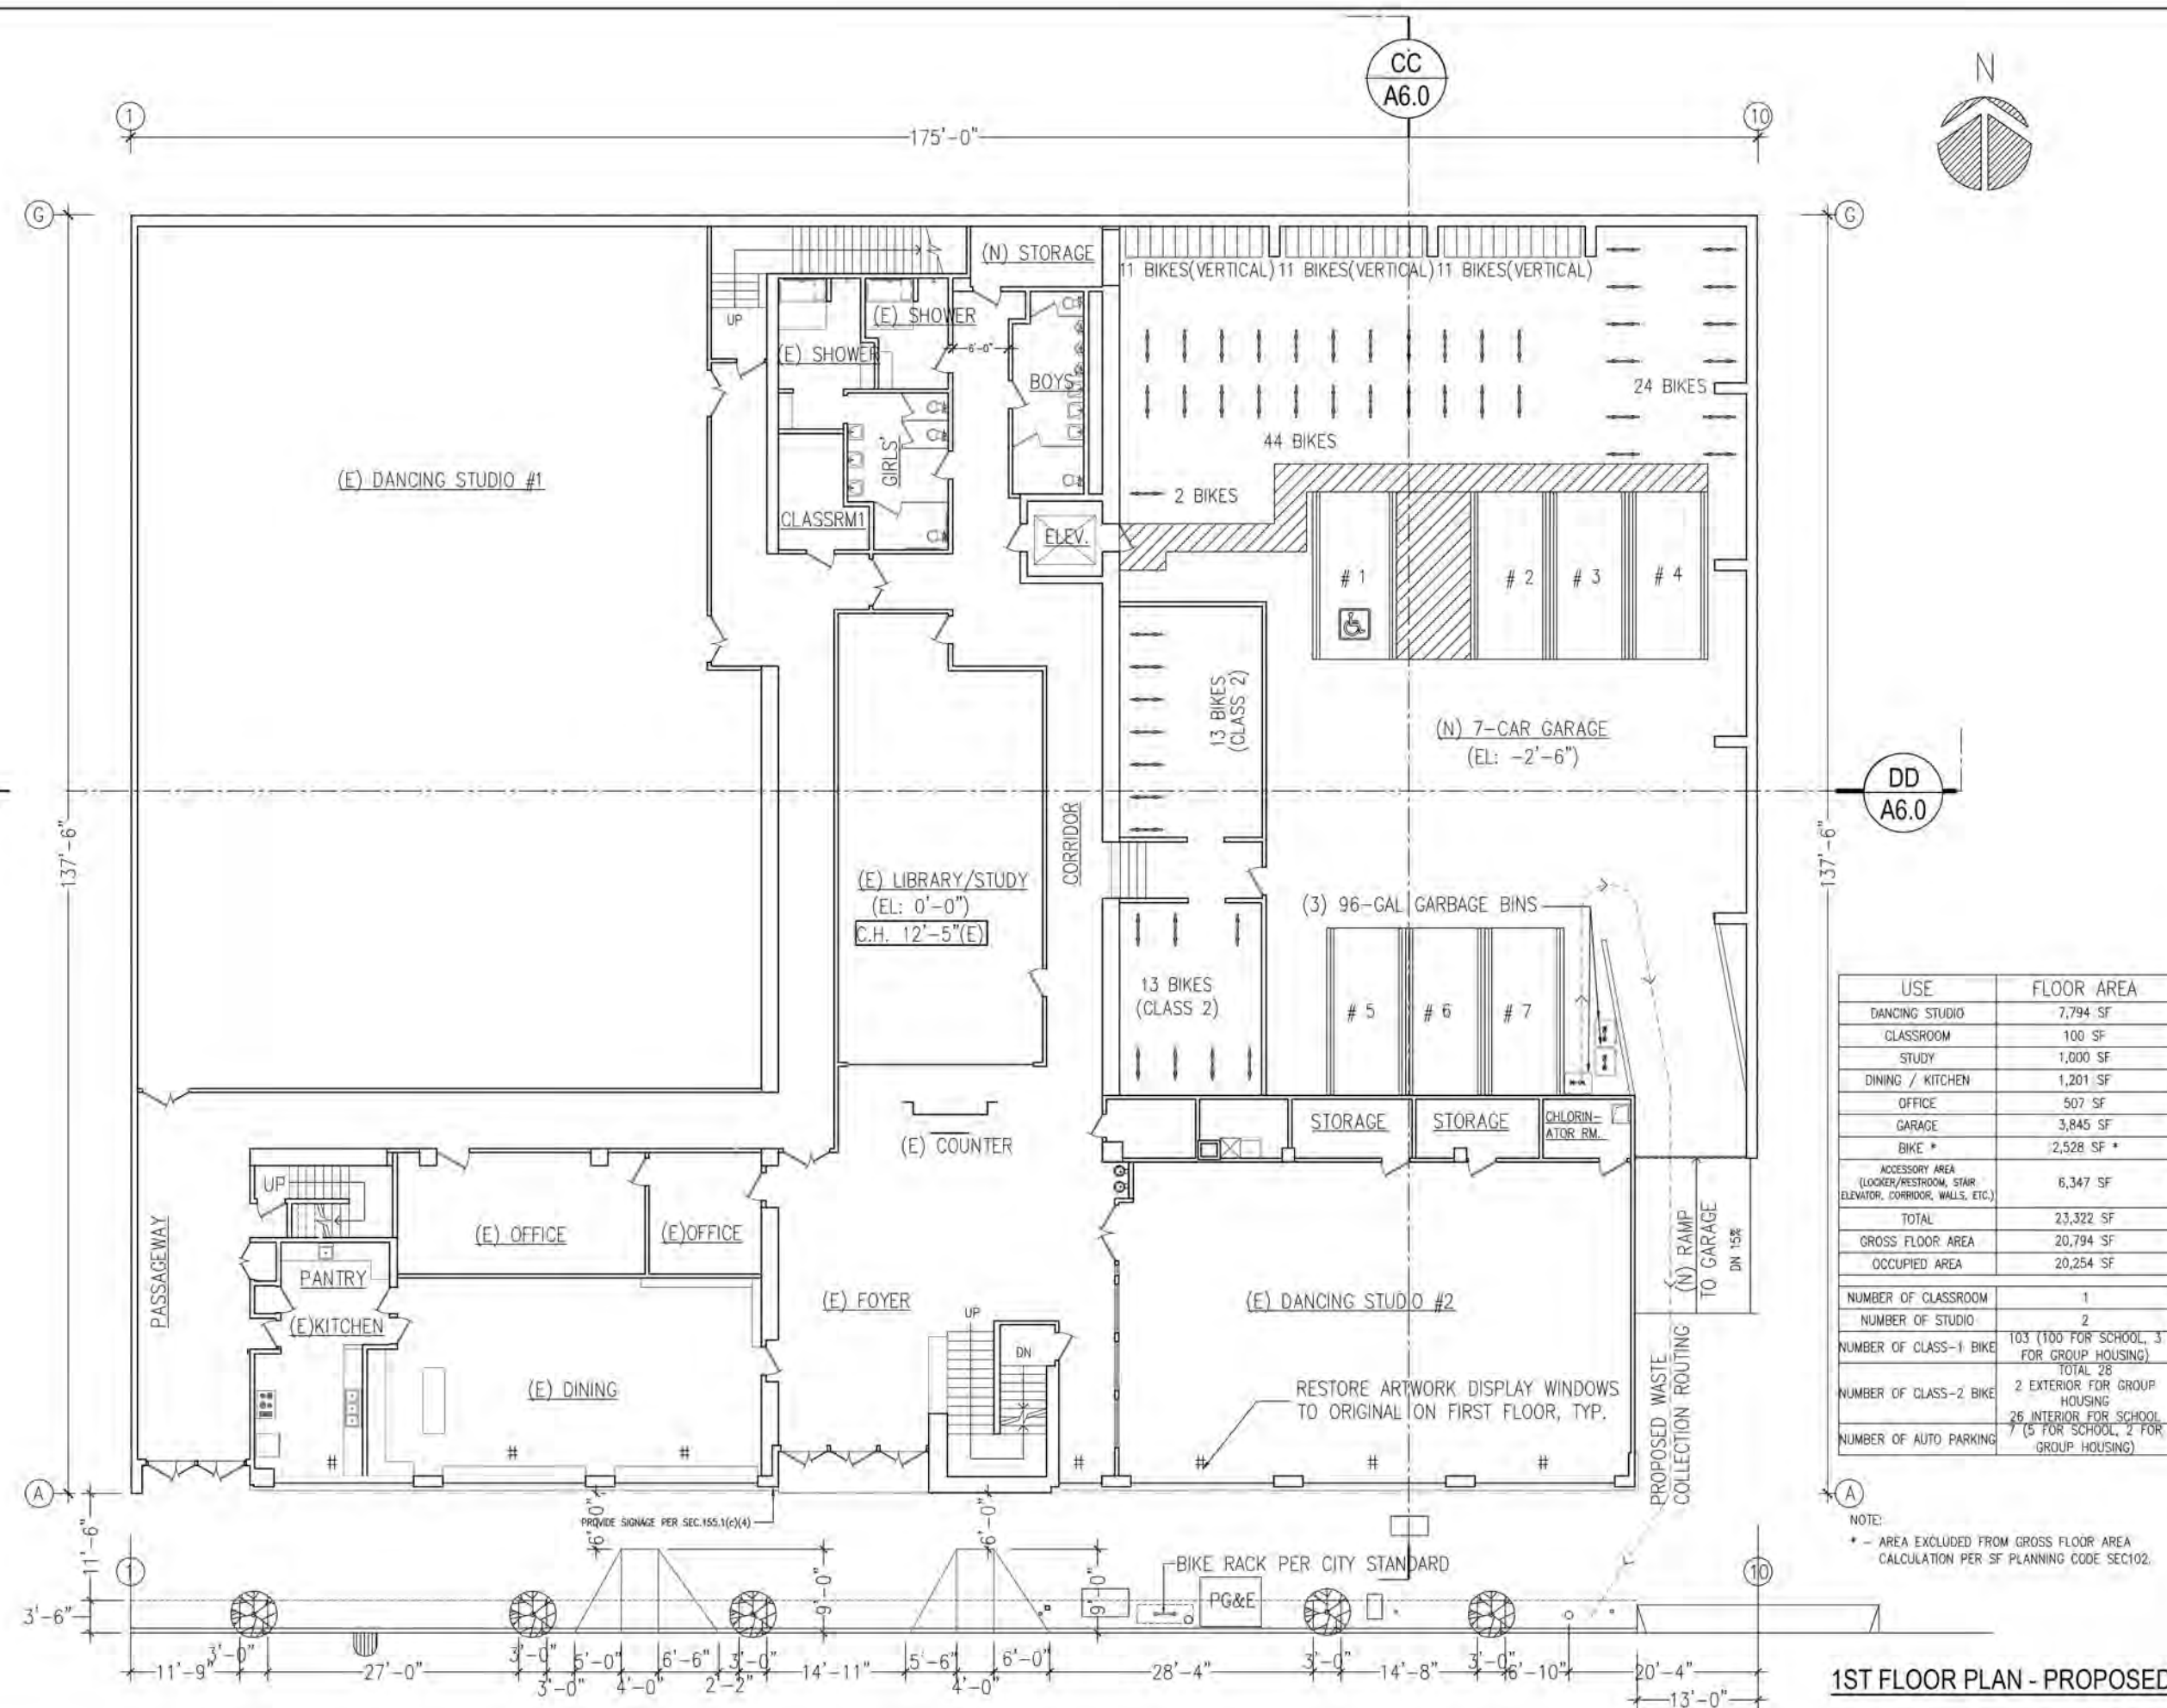 CC
A6.0
N
1
10
175'-0"
G
G
(N) STORAGE
11 BIKES(VERTICAL)
11 BIKES(VERTICAL)
11 BIKES(VERTICAL)
UP
(E) SHOWER
(E) SHOWER
6'-0"
BOYS'
24 BIKES
44 BIKES
(E) DANCING STUDIO #1
GIRLS'
2 BIKES
CLASSRM1
ELEV.
# 1
# 2
# 3
# 4
13 BIKES
(CLASS 2)
(N) 7-CAR GARAGE
(EL: -2'-6")
DD
A6.0
137'-6"
137'-6"
CORRIDOR
(E) LIBRARY/STUDY
(EL: 0'-0")
C.H. 12'-5"(E)
(3) 96-GAL GARBAGE BINS
13 BIKES
(CLASS 2)
# 5
# 6
# 7
USE FLOOR AREA
DANCING STUDIO 7,794 SF
CLASSROOM 100 SF
STUDY 1,000 SF
DINING / KITCHEN 1,201 SF
OFFICE 507 SF
GARAGE 3,845 SF
BIKE * 2,528 SF *
ACCESSORY AREA
(LOCKER/RESTROOM, STAIR
ELEVATOR, CORRIDOR, WALLS, ETC.)
6,347 SF
TOTAL 23,322 SF
GROSS FLOOR AREA 20,794 SF
OCCUPIED AREA 20,254 SF
NUMBER OF CLASSROOM 1
NUMBER OF STUDIO 2
NUMBER OF CLASS-1 BIKE
103 (100 FOR SCHOOL, 3
FOR GROUP HOUSING)
NUMBER OF CLASS-2 BIKE
TOTAL 28
2 EXTERIOR FOR GROUP
HOUSING
26 INTERIOR FOR SCHOOL
NUMBER OF AUTO PARKING
7 (5 FOR SCHOOL, 2 FOR
GROUP HOUSING)
(E) COUNTER
STORAGE
STORAGE
CHLORIN-
ATOR RM.
UP
(E) OFFICE
(E)OFFICE
PASSAGEWAY
PANTRY
(E)KITCHEN
(E) FOYER
UP
DN
(E) DANCING STUDIO #2
(N) RAMP
TO GARAGE
DN 15%
(E) DINING
RESTORE ARTWORK DISPLAY WINDOWS
TO ORIGINAL ON FIRST FLOOR, TYP.
PROPOSED WASTE
COLLECTION ROUTING
#
#
#
#
#
#
#
A
A
NOTE:
* - AREA EXCLUDED FROM GROSS FLOOR AREA
CALCULATION PER SF PLANNING CODE SEC102.
PROVIDE SIGNAGE PER SEC.155.1(c)(4)
6'-0"
6'-0"
11'-6"
1
10
BIKE RACK PER CITY STANDARD
PG&E
3'-6"
9'-0"
9'-0"
11'-9"
3'-0"
27'-0"
3'-0"
3'-0"
5'-0"
4'-0"
6'-6"
2'-2"
3'-0"
14'-11"
5'-6"
4'-0"
6'-0"
28'-4"
3'-0"
14'-8"
3'-0"
6'-10"
20'-4"
13'-0"
1ST FLOOR PLAN - PROPOSED